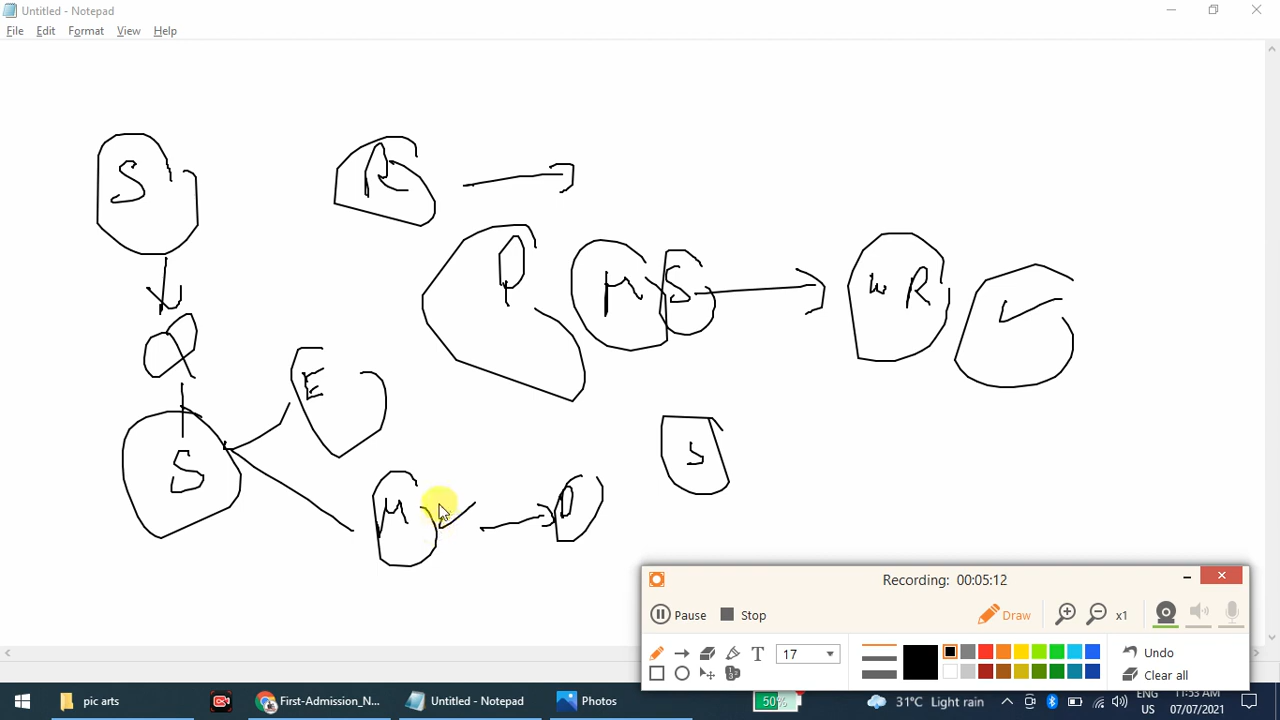 Untitled - Notepad
File Edit Format View Help
S R
P M S W R
Q
E
S S
M P
Recording: 00:05:12
Pause Stop Draw x1
T 17 Undo
Clear all
pic arts First-Admission_N... Untitled - Notepad Photos 50% 31°C Light rain ENG 11:53 AM
07/07/2021